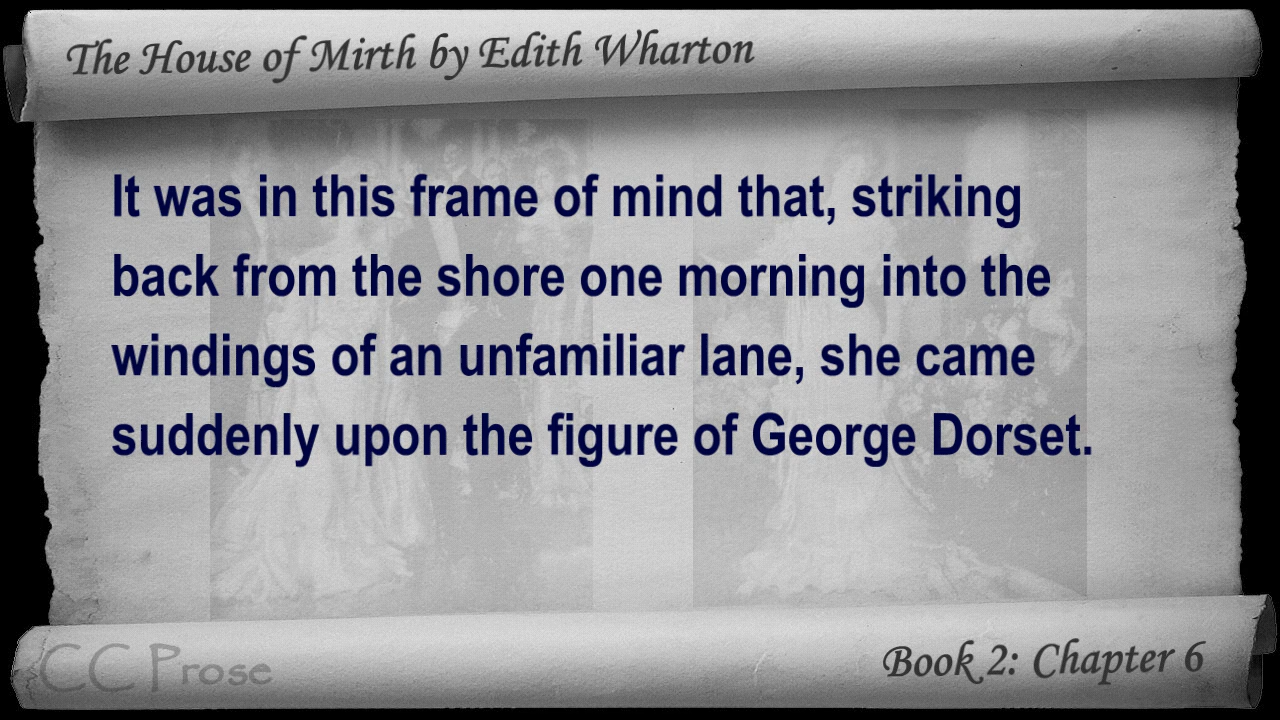 The House of Mirth by Edith Wharton
It was in this frame of mind that, striking
back from the shore one morning into the
windings of an unfamiliar lane, she came
suddenly upon the figure of George Dorset.
CC Prose
Book 2: Chapter 6